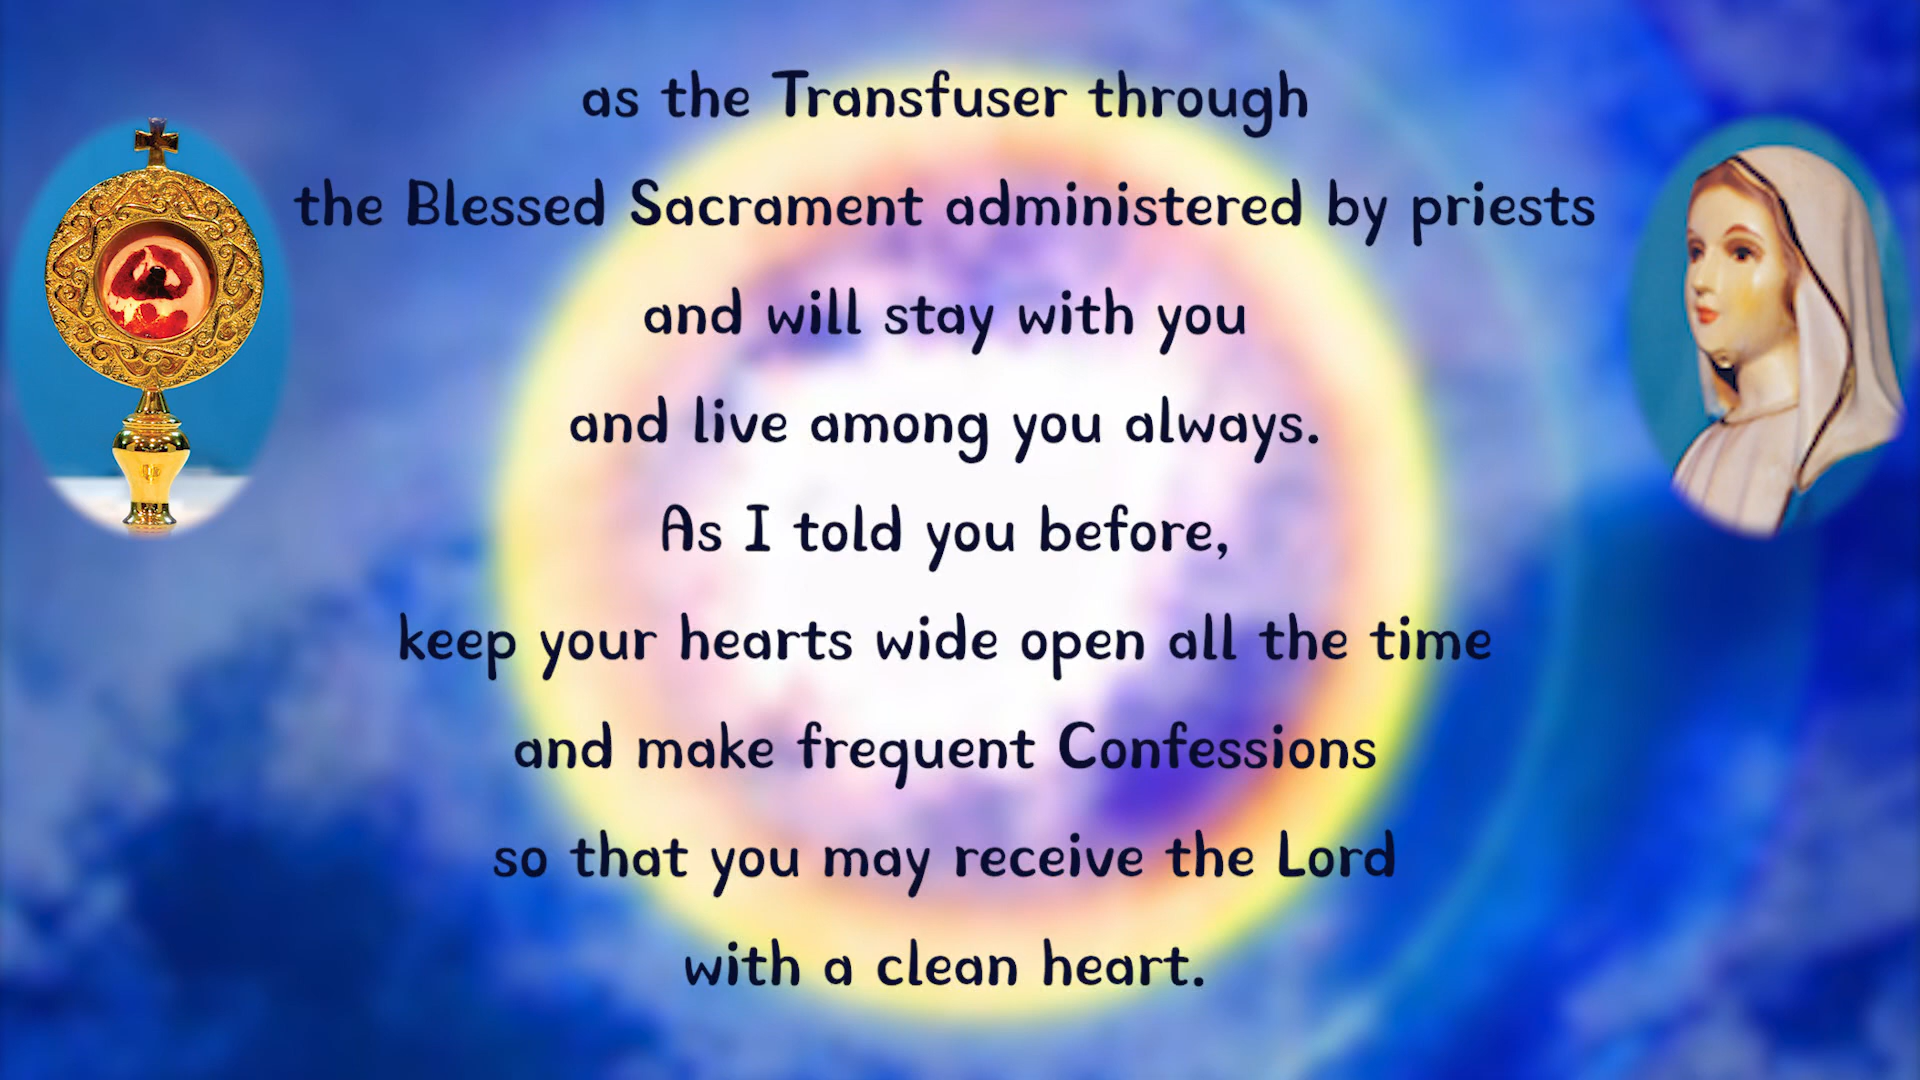 as the Transfuser through
the Blessed Sacrament administered by priests
and will stay with you
and live among you always.
As I told you before,
keep your hearts wide open all the time
and make frequent Confessions
so that you may receive the Lord
with a clean heart.